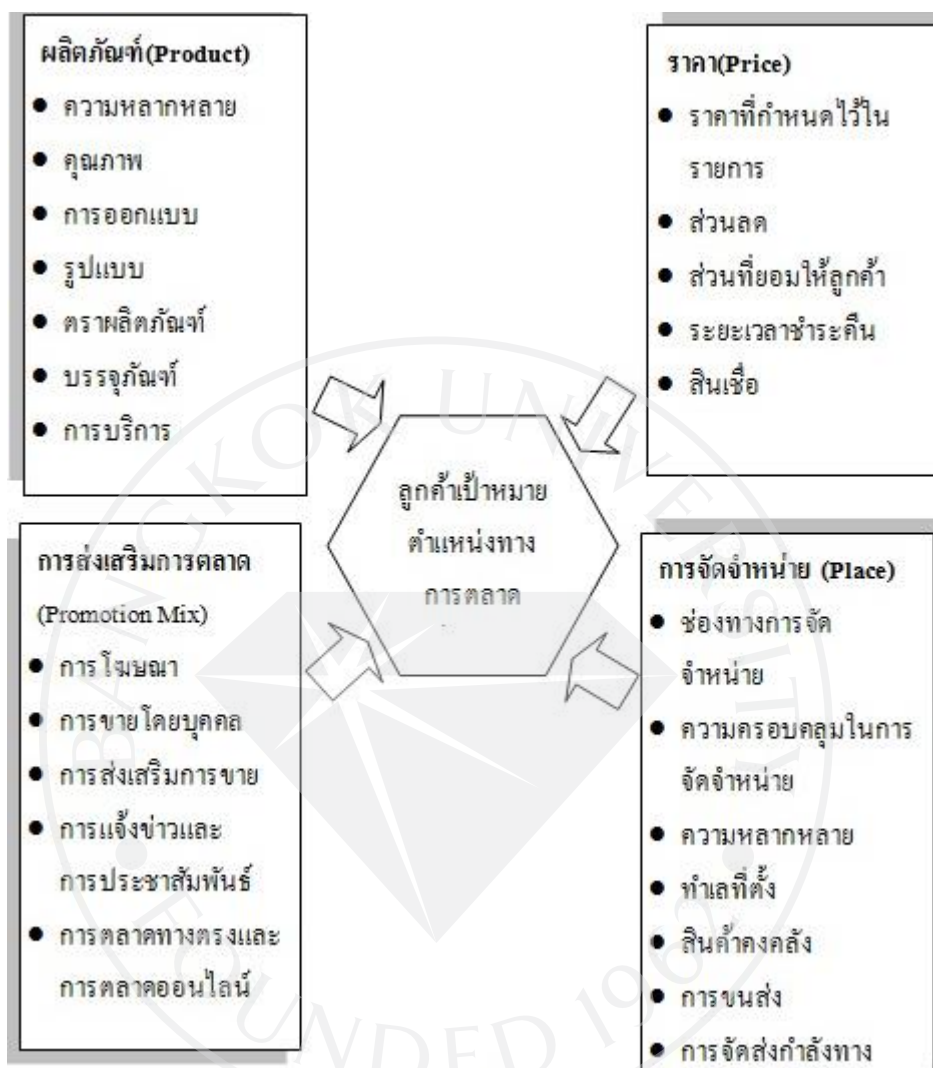 ผลิตภัณฑ์(Product)
● ความหลากหลาย
● คุณภาพ
● การออกแบบ
● รูปแบบ
● ตราผลิตภัณฑ์
● บรรจุภัณฑ์
● การบริการ
ราคา(Price)
● ราคาที่กำหนดไว้ใน
รายการ
● ส่วนลด
● ส่วนที่ยอมให้ลูกค้า
● ระยะเวลาชำระคืน
● สินเชื่อ
ลูกค้าเป้าหมาย
ตำแหน่งทาง
การตลาด
การส่งเสริมการตลาด
(Promotion Mix)
● การโฆษณา
● การขายโดยบุคคล
● การส่งเสริมการขาย
● การแจ้งข่าวและ
การประชาสัมพันธ์
● การตลาดทางตรงและ
การตลาดออนไลน์
การจัดจำหน่าย (Place)
● ช่องทางการจัด
จำหน่าย
● ความครอบคลุมในการ
จัดจำหน่าย
● ความหลากหลาย
● ทำเลที่ตั้ง
● สินค้าคงคลัง
● การขนส่ง
● การจัดส่งกำลังทาง
BANGKOK UNIVERSITY
FOUNDED 1962